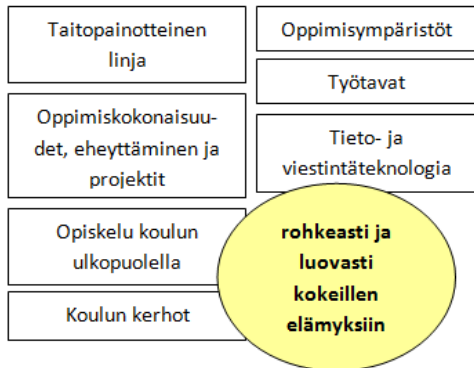 Taitopainotteinen
linja
Oppimiskokonaisuu-
det, eheyttäminen ja
projektit
Opiskelu koulun
ulkopuolella
Koulun kerhot
Oppimisympäristöt
Työtavat
Tieto- ja
viestintäteknologia
rohkeasti ja
luovasti
kokeillen
elämyksiin